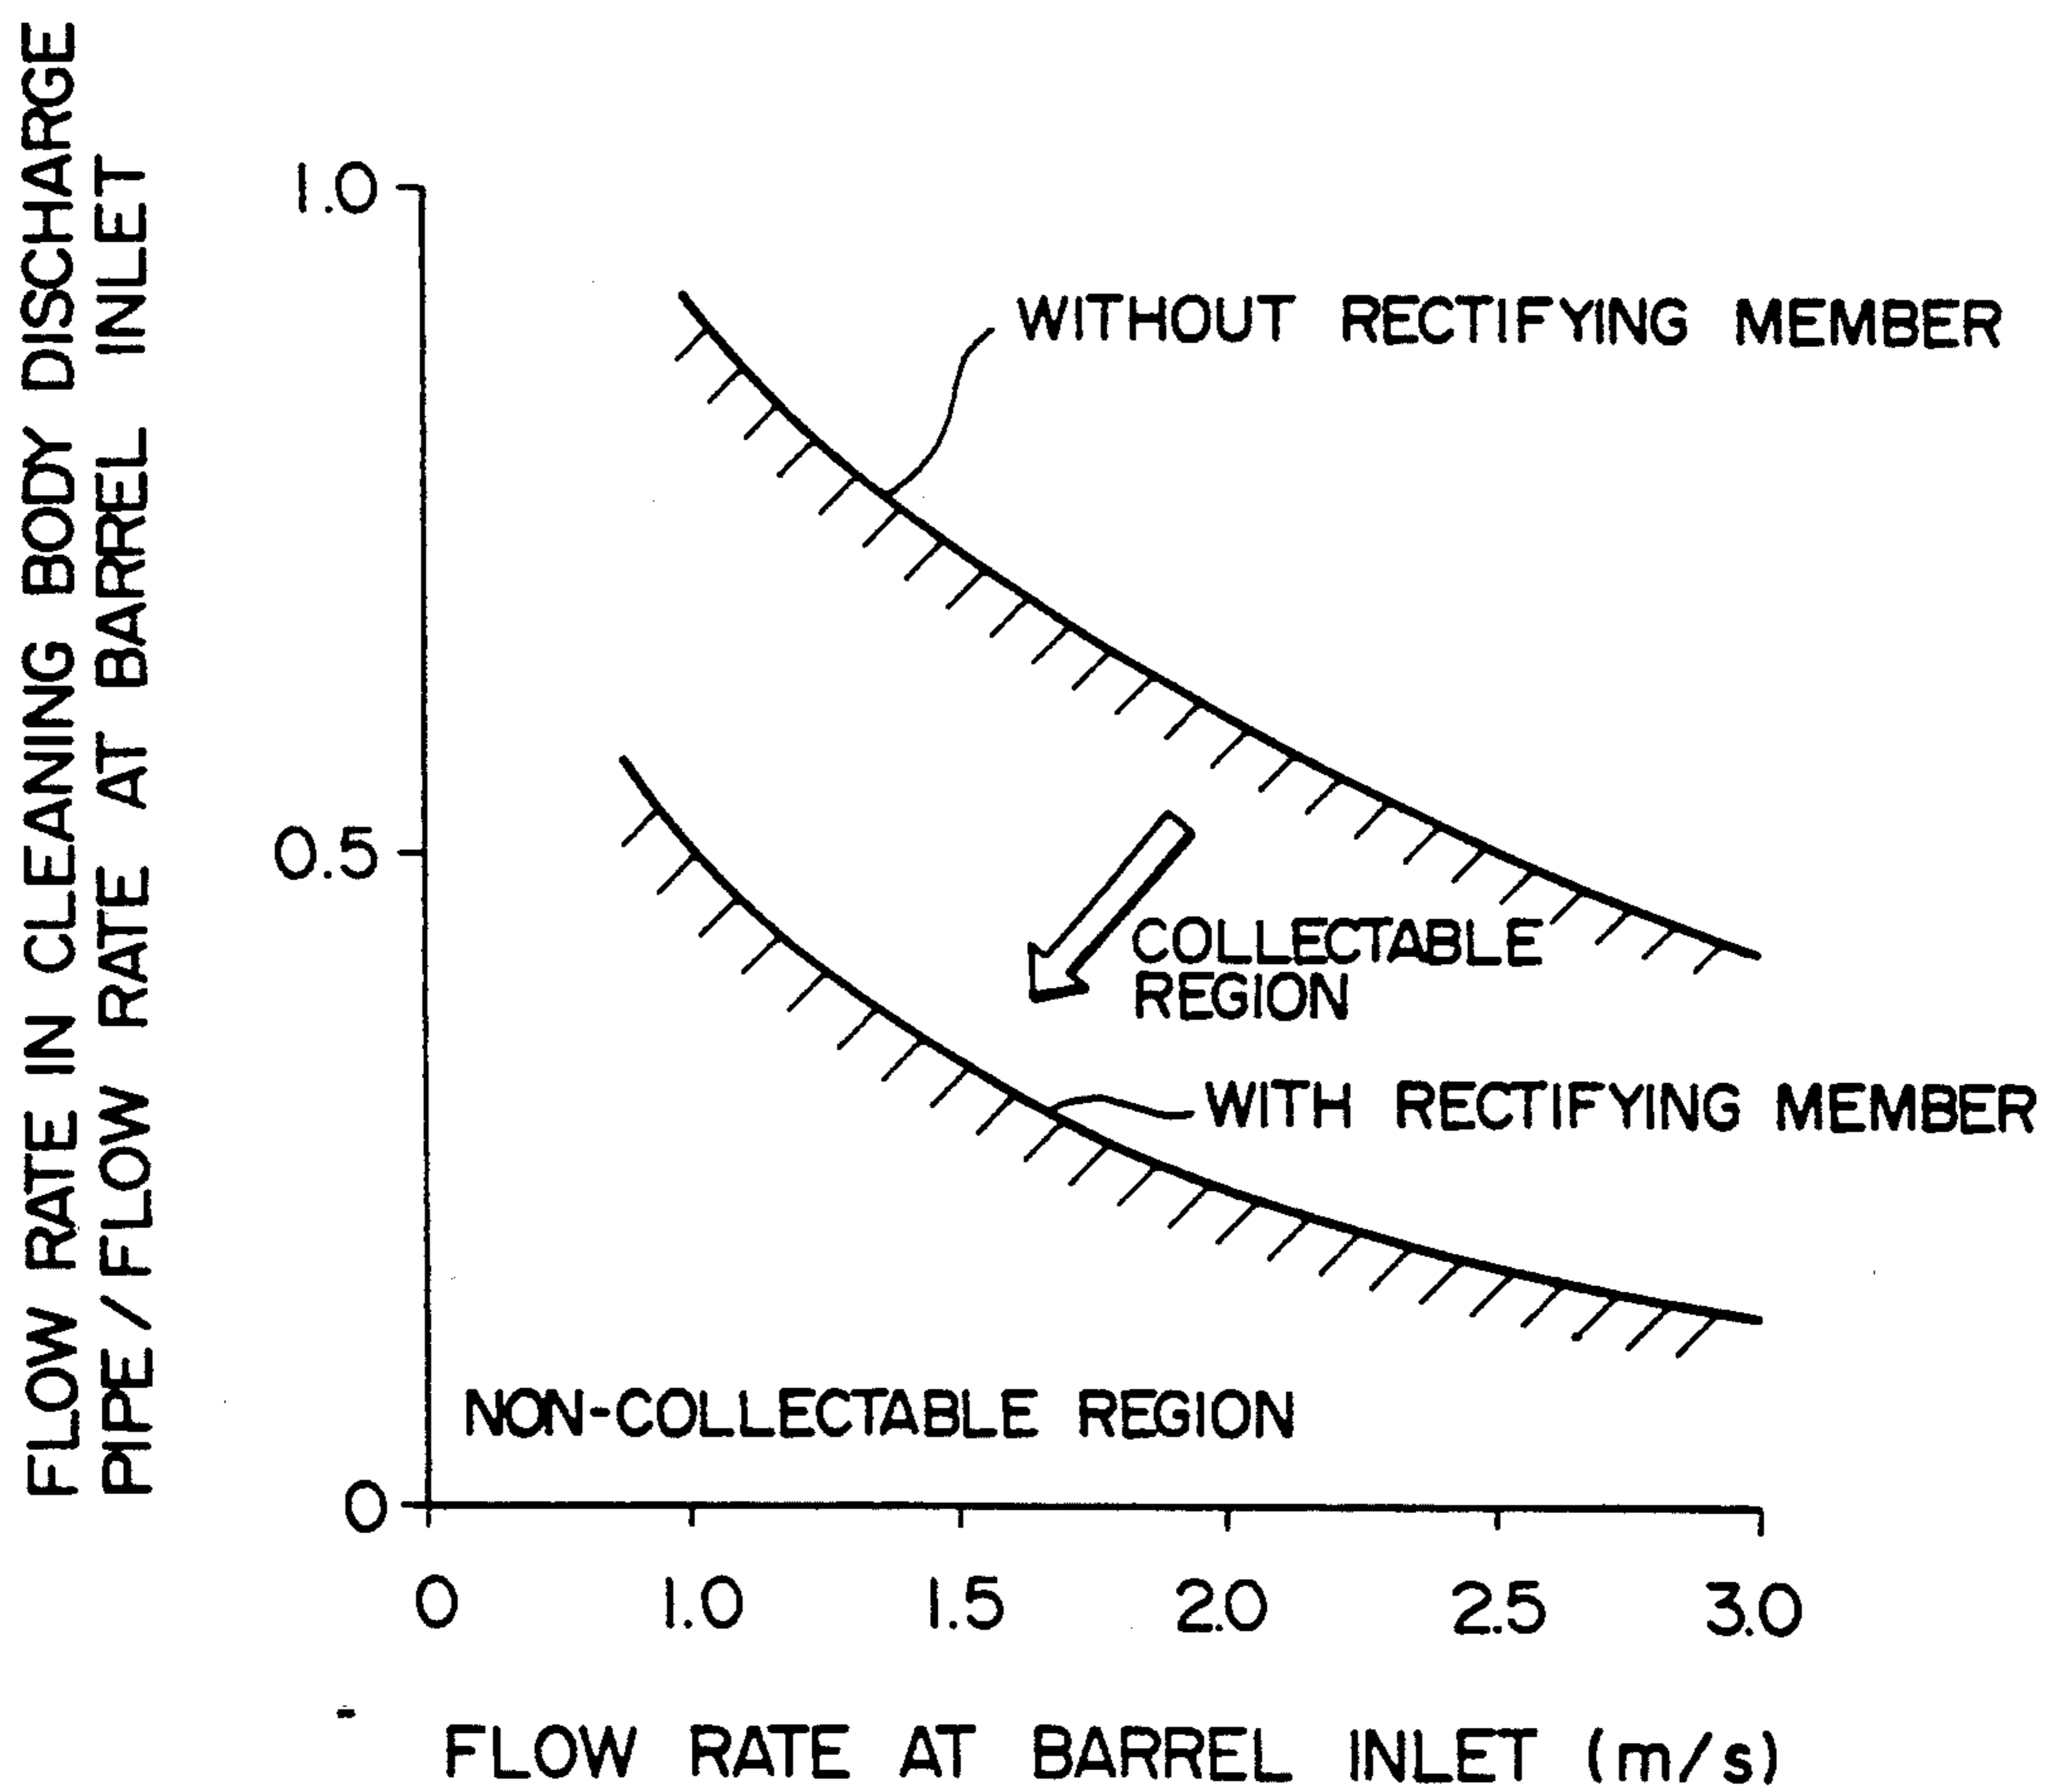 FLOW RATE IN CLEANING BODY DISCHARGE
PIPE/FLOW RATE AT BARREL INLET
1.0
WITHOUT RECTIFYING MEMBER
0.5
COLLECTABLE
REGION
WITH RECTIFYING MEMBER
NON-COLLECTABLE REGION
0
0 1.0 1.5 2.0 2.5 3.0
FLOW RATE AT BARREL INLET (m/s)